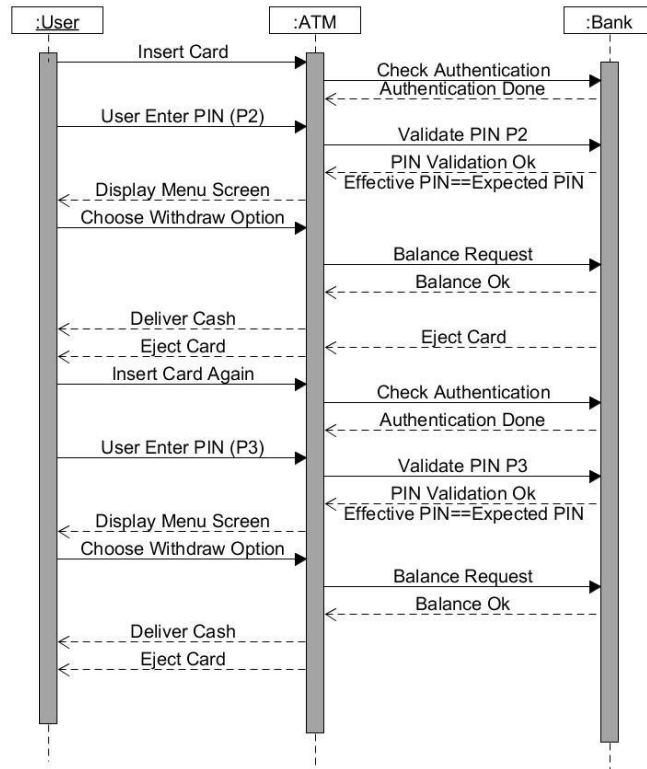 :User
:ATM
:Bank
Insert Card
Check Authentication
Authentication Done
User Enter PIN (P2)
Validate PIN P2
PIN Validation Ok
Effective PIN==Expected PIN
Display Menu Screen
Choose Withdraw Option
Balance Request
Balance Ok
Deliver Cash
Eject Card
Eject Card
Insert Card Again
Check Authentication
Authentication Done
User Enter PIN (P3)
Validate PIN P3
PIN Validation Ok
Effective PIN==Expected PIN
Display Menu Screen
Choose Withdraw Option
Balance Request
Balance Ok
Deliver Cash
Eject Card